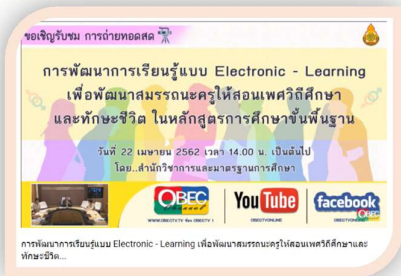 ขอเชิญรับชม การถ่ายทอดสด
การพัฒนาการเรียนรู้แบบ Electronic - Learning
เพื่อพัฒนาสมรรถนะครูให้สอนเพศวิถีศึกษา
และทักษะชีวิต ในหลักสูตรการศึกษาขั้นพื้นฐาน
วันที่ 22 เมษายน 2562 เวลา 14.00 น. เป็นต้นไป
โดย..สำนักวิชาการและมาตรฐานการศึกษา
OBEC
Channel
YouTube
facebook
OBECTVONLINE
OBECTVONLINE
OBEC
การพัฒนาการเรียนรู้แบบ Electronic - Learning เพื่อพัฒนาสมรรถนะครูให้สอนเพศวิถีศึกษาและ
ทักษะชีวิต...